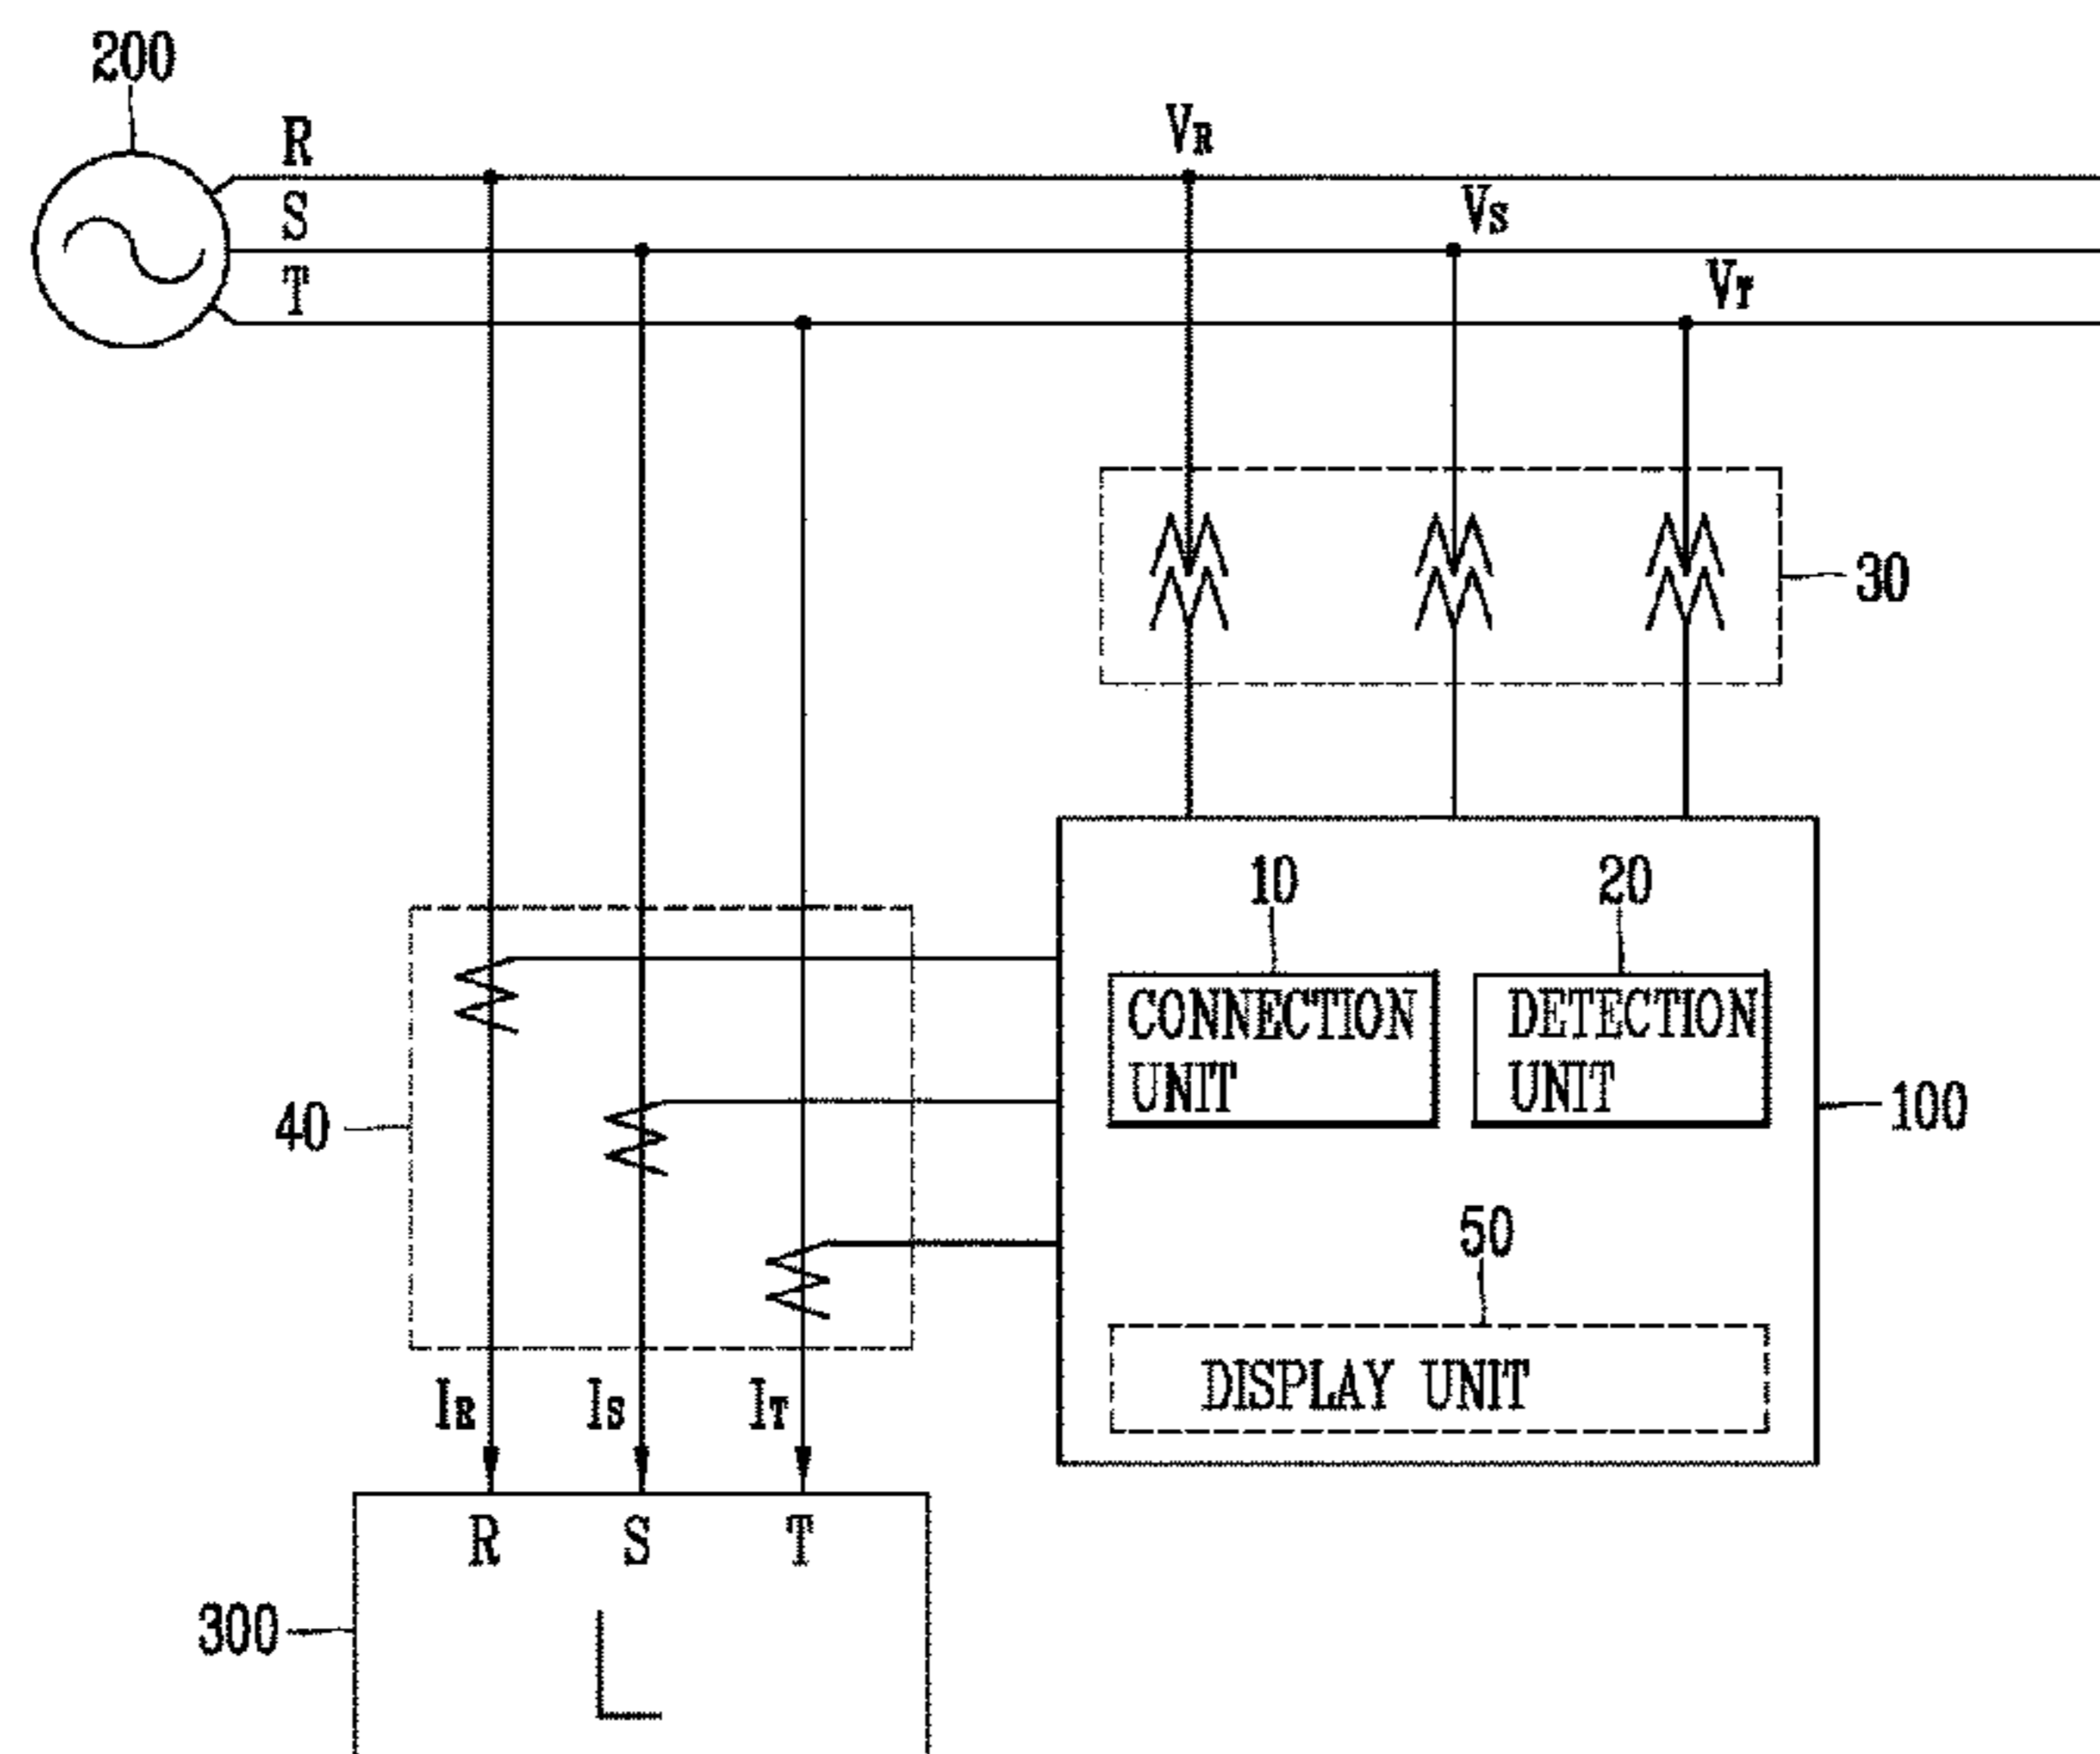 200
R
S
T
VR
VS
VT
30
10
20
CONNECTION
UNIT
DETECTION
UNIT
100
40
50
DISPLAY UNIT
IR
IS
IT
R
S
T
300
L